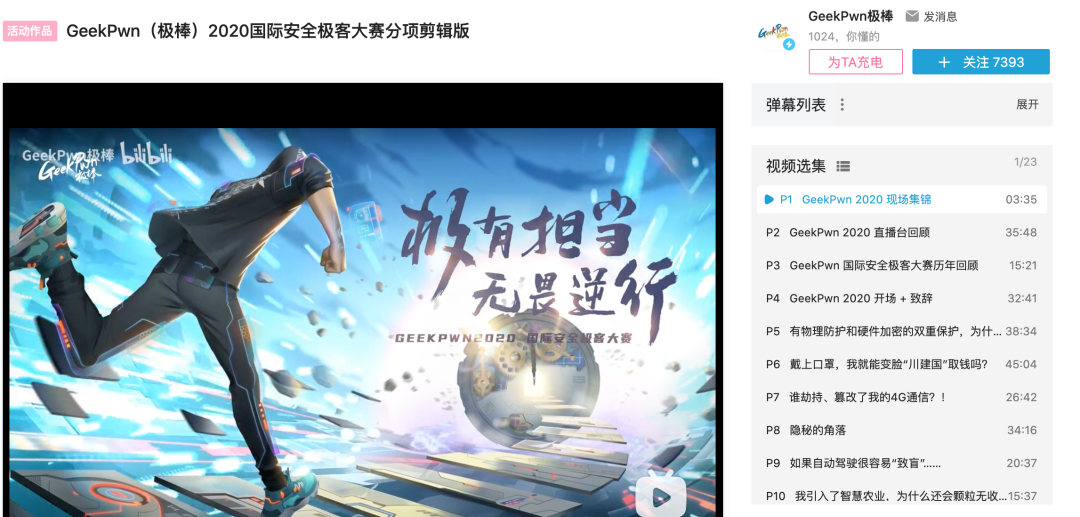 活动作品 GeekPwn（极棒）2020国际安全极客大赛分项剪辑版
GeekPwn极棒 发消息
1024，你懂的
为TA充电
+ 关注 7393
弹幕列表
展开
GeekPwn极棒 bilibili
GeekPwn
极棒
极有担当
无畏逆行
GEEKPWN2020 国际安全极客大赛
视频选集
1/23
P1 GeekPwn 2020 现场集锦 03:35
P2 GeekPwn 2020 直播台回顾 35:48
P3 GeekPwn 国际安全极客大赛历年回顾 15:21
P4 GeekPwn 2020 开场 + 致辞 32:41
P5 有物理防护和硬件加密的双重保护，为什... 38:34
P6 戴上口罩，我就能变脸“川建国”取钱吗？ 45:04
P7 谁劫持、篡改了我的4G通信？！ 26:42
P8 隐秘的角落 34:16
P9 如果自动驾驶很容易“致盲”…... 20:37
P10 我引入了智慧农业，为什么还会颗粒无收... 15:37